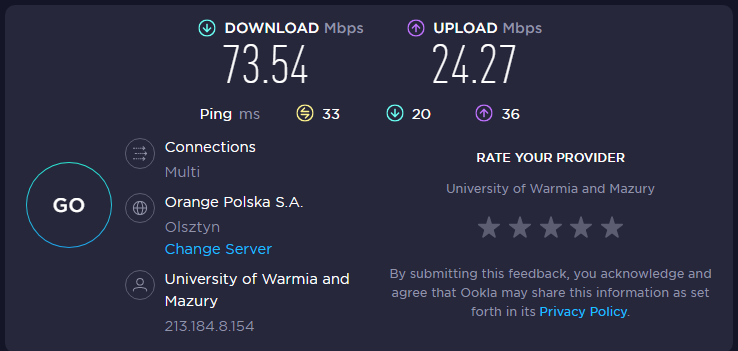 DOWNLOAD Mbps
UPLOAD Mbps
73.54
24.27
Ping ms 33 20 36
GO
Connections
Multi
Orange Polska S.A.
Olsztyn
Change Server
University of Warmia and
Mazury
213.184.8.154
RATE YOUR PROVIDER
University of Warmia and Mazury
By submitting this feedback, you acknowledge and
agree that Ookla may share this information as set
forth in its Privacy Policy.